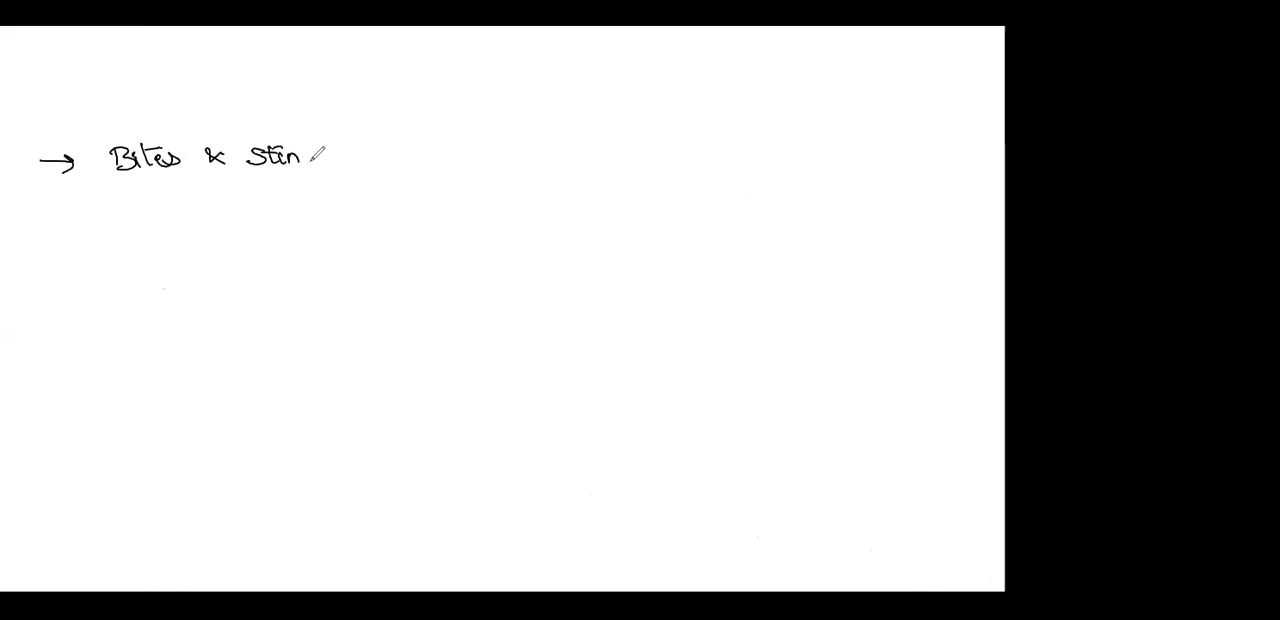 → Bites & Stin